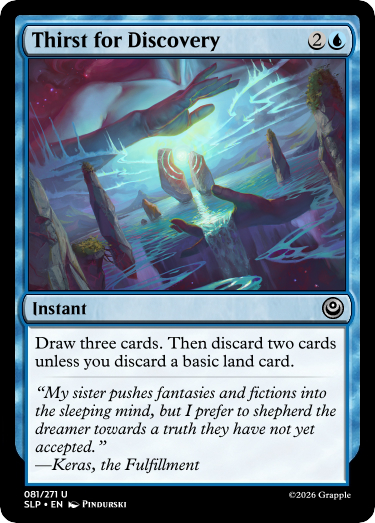 Thirst for Discovery 2
Instant
Draw three cards. Then discard two cards
unless you discard a basic land card.
“My sister pushes fantasies and fictions into
the sleeping mind, but I prefer to shepherd the
dreamer towards a truth they have not yet
accepted.”
—Keras, the Fulfillment
081/271 U
SLP • EN Pindurski
©2026 Grapple